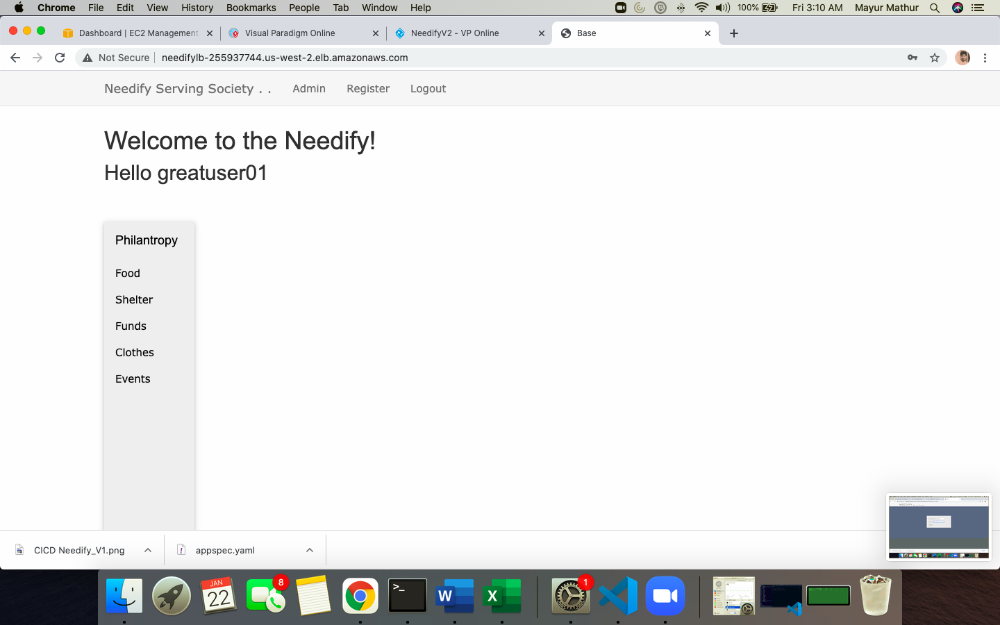 Chrome File Edit View History Bookmarks People Tab Window Help 100% Fri 3:10 AM Mayur Mathur
Dashboard | EC2 Management Visual Paradigm Online NeedifyV2 - VP Online Base
Not Secure needifylb-255937744.us-west-2.elb.amazonaws.com
Needify Serving Society . . Admin Register Logout
Welcome to the Needify!
Hello greatuser01
Philantropy
Food
Shelter
Funds
Clothes
Events
CICD Needify_V1.png appspec.yaml
JAN
22
8
>_
W
X
1